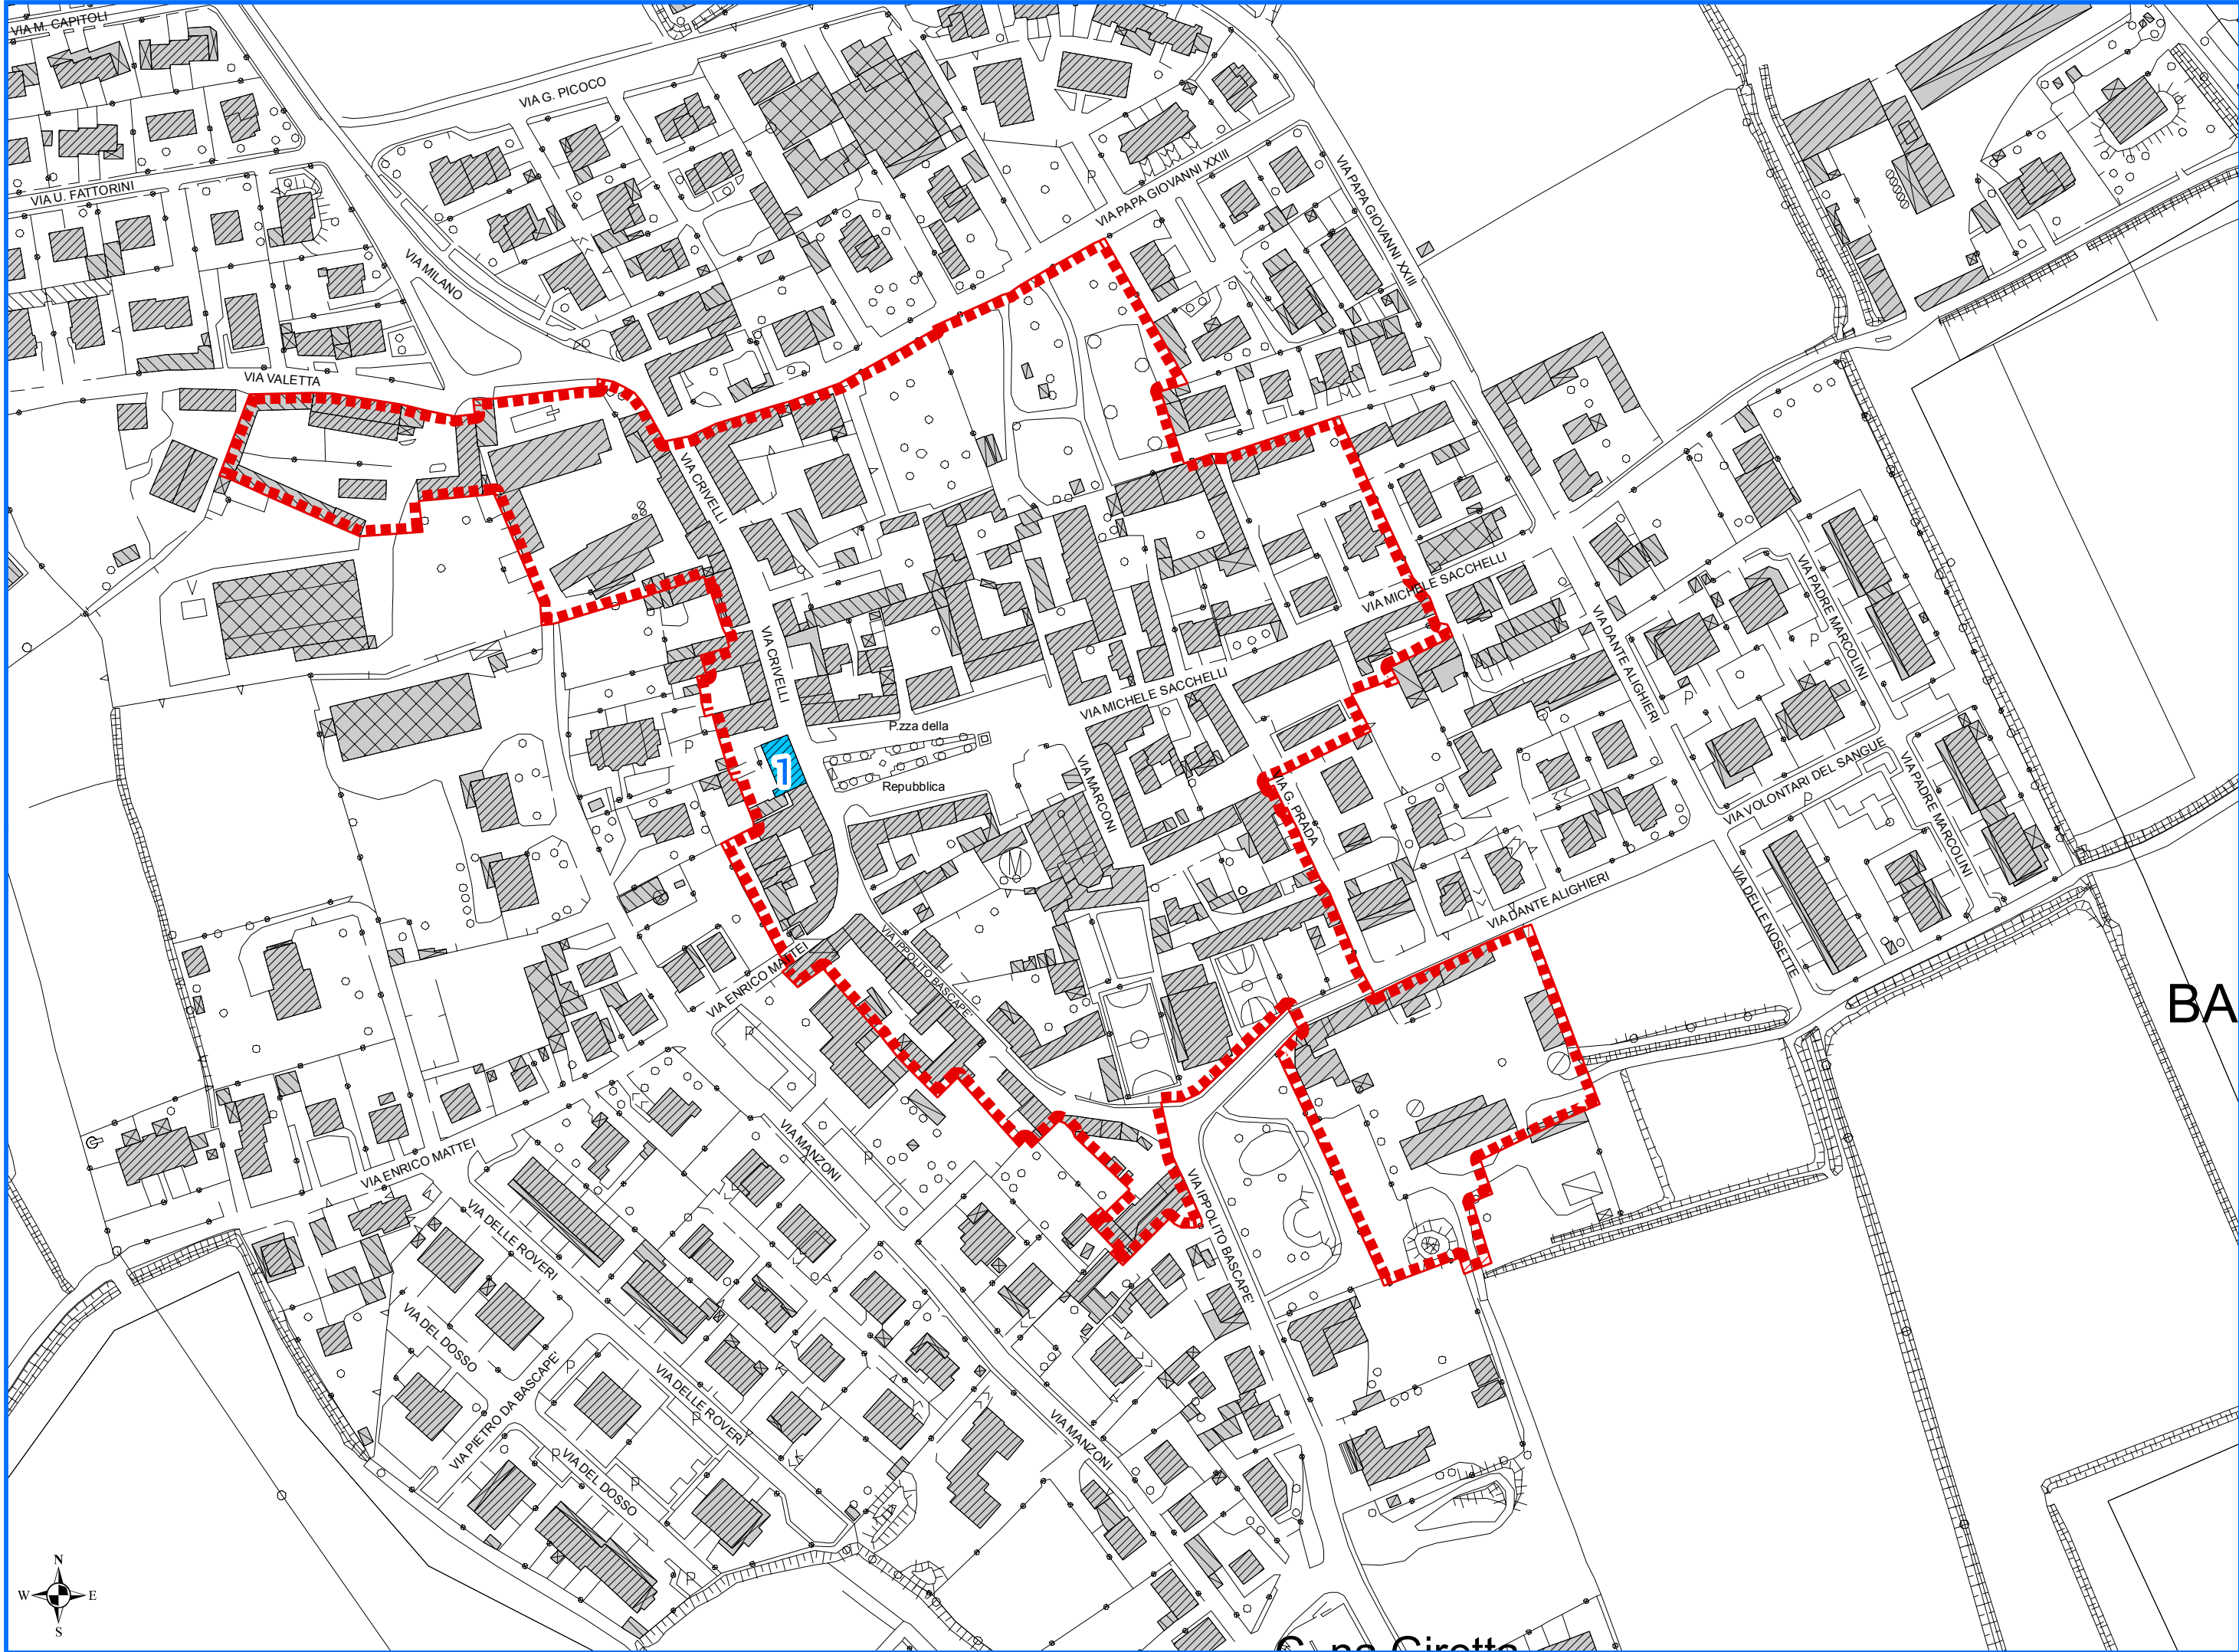 VIA M. CAPITOLI
VIA G. PICOCO
VIA U. FATTORINI
VIA PAPA GIOVANNI XXIII
VIA PAPA GIOVANNI XXIII
VIA MILANO
VIA VALETTA
VIA CRIVELLI
VIA MICHELE SACCHELLI
VIA PADRE MARCOLINI
VIA DANTE ALIGHIERI
VIA CRIVELLI
VIA MICHELE SACCHELLI
P.zza della
Repubblica
1
VIA MARCONI
VIA G. PRADA
VIA VOLONTARI DEL SANGUE
VIA PADRE MARCOLINI
VIA DANTE ALIGHIERI
VIA DELLE NOSETTE
VIA ENRICO MATTEI
VIA IPPOLITO BASCAPE'
BA
VIA MANZONI
VIA ENRICO MATTEI
VIA IPPOLITO BASCAPE'
VIA DELLE ROVERI
VIA DEL DOSSO
VIA PIETRO DA BASCAPE'
VIA DELLE ROVERI
VIA MANZONI
VIA DEL DOSSO
P
P
P
P
P
P
P
P
P
P
P
N
W E
S